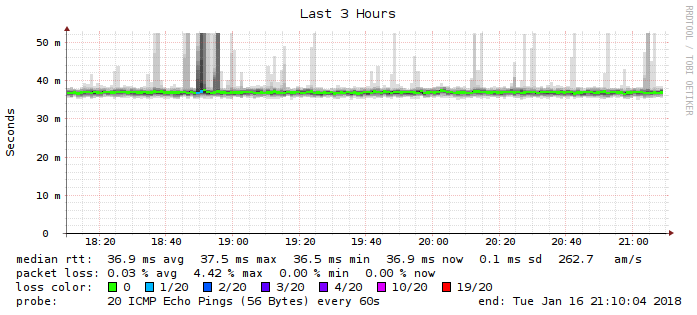 Last 3 Hours
RRDTOOL / TOBI OETIKER
Seconds
50 m
40 m
30 m
20 m
10 m
0
18:20 18:40 19:00 19:20 19:40 20:00 20:20 20:40 21:00
median rtt: 36.9 ms avg 37.5 ms max 36.5 ms min 36.9 ms now 0.1 ms sd 262.7 am/s
packet loss: 0.03 % avg 4.42 % max 0.00 % min 0.00 % now
loss color: 0 1/20 2/20 3/20 4/20 10/20 19/20
probe: 20 ICMP Echo Pings (56 Bytes) every 60s end: Tue Jan 16 21:10:04 2018